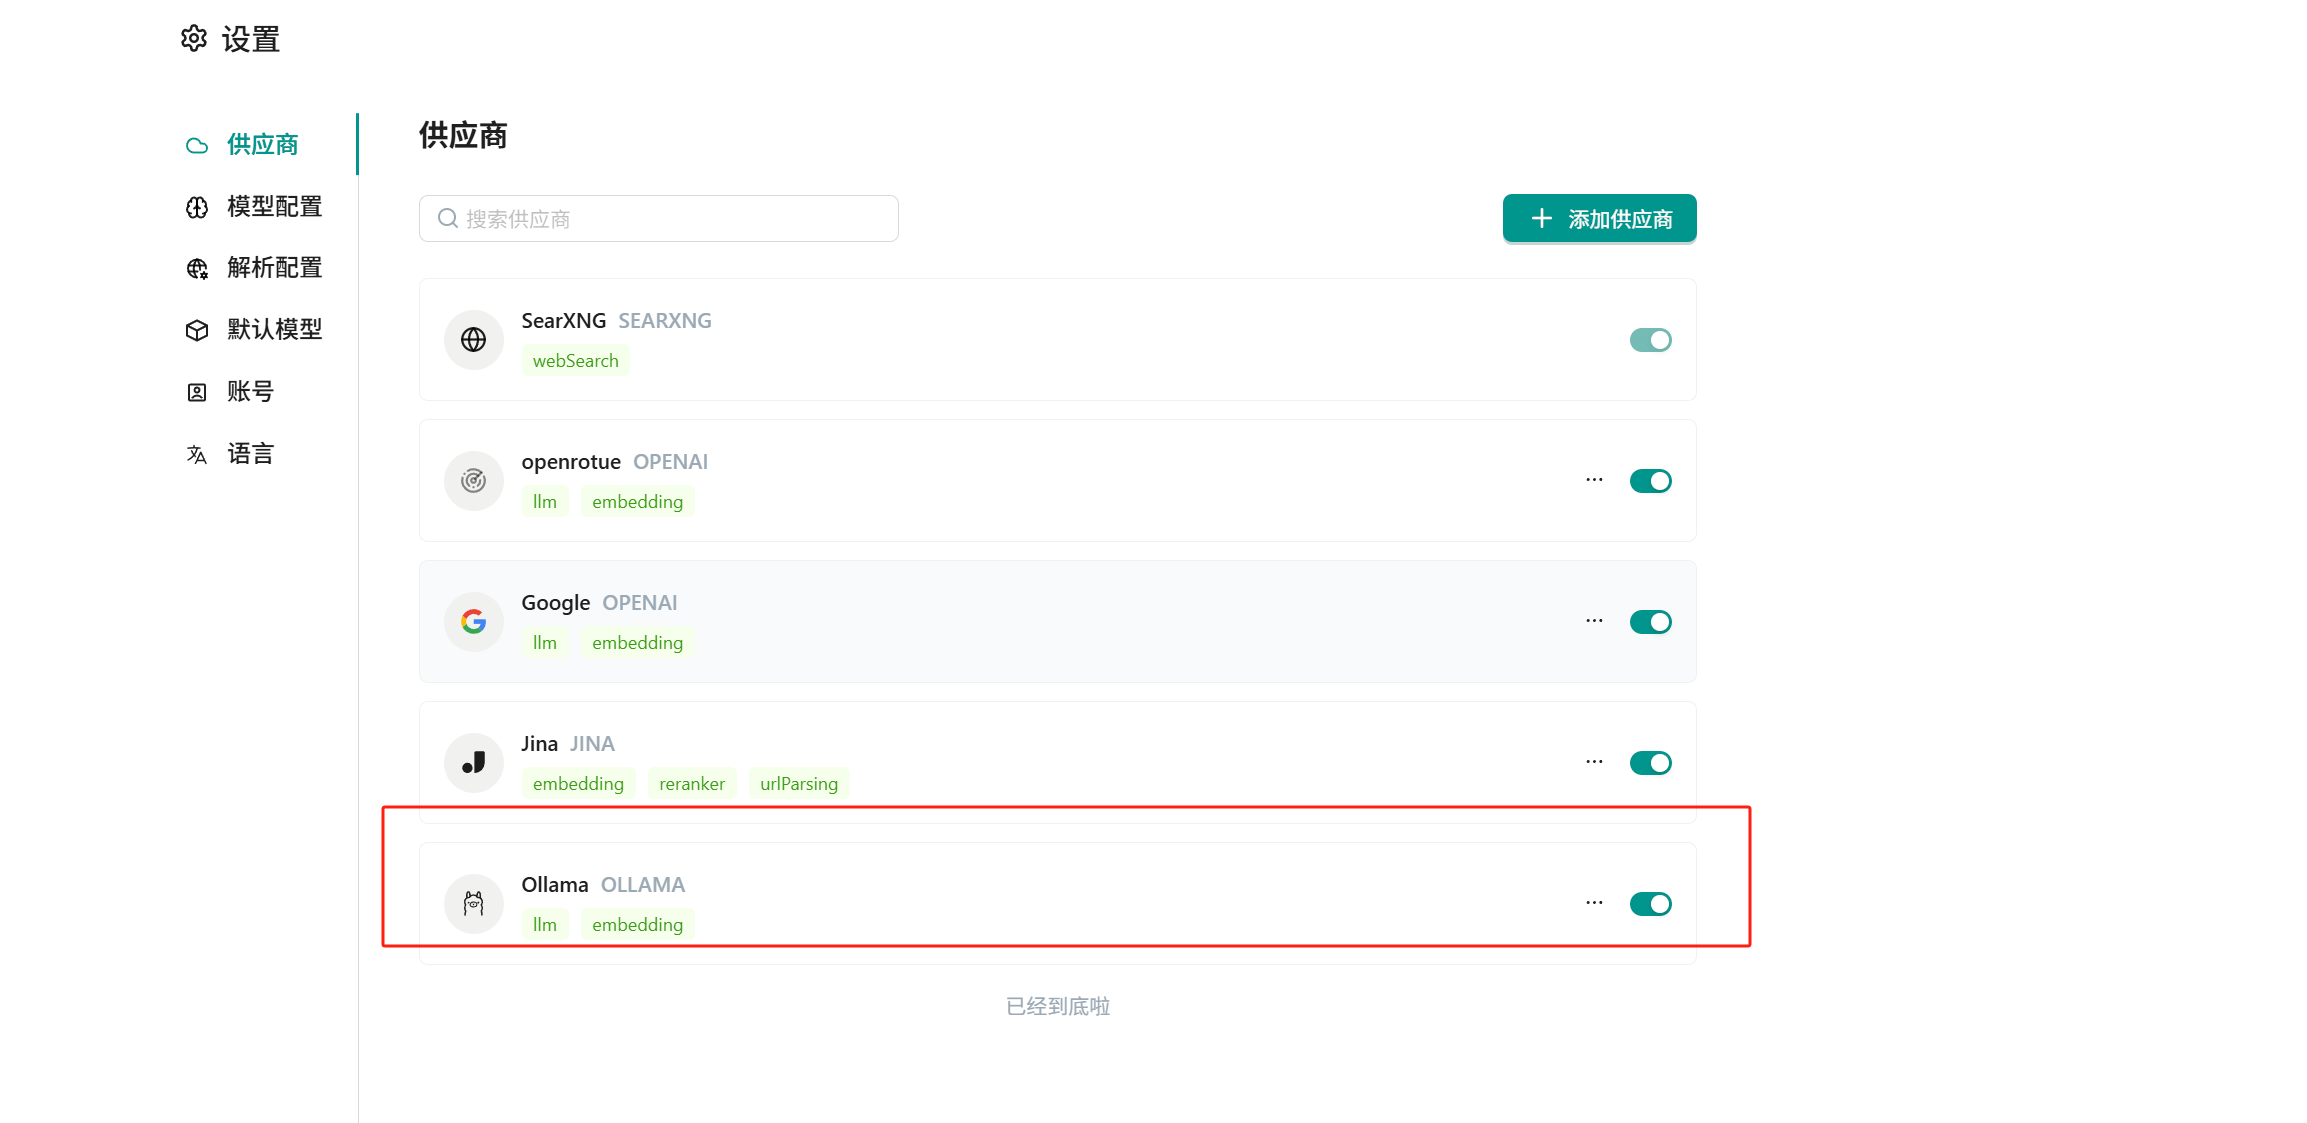 设置
供应商
模型配置
解析配置
默认模型
账号
语言
供应商
搜索供应商
添加供应商
SearXNG SEARXNG
webSearch
openrotue OPENAI
llm embedding
Google OPENAI
llm embedding
Jina JINA
embedding reranker urlParsing
Ollama OLLAMA
llm embedding
已经到底啦